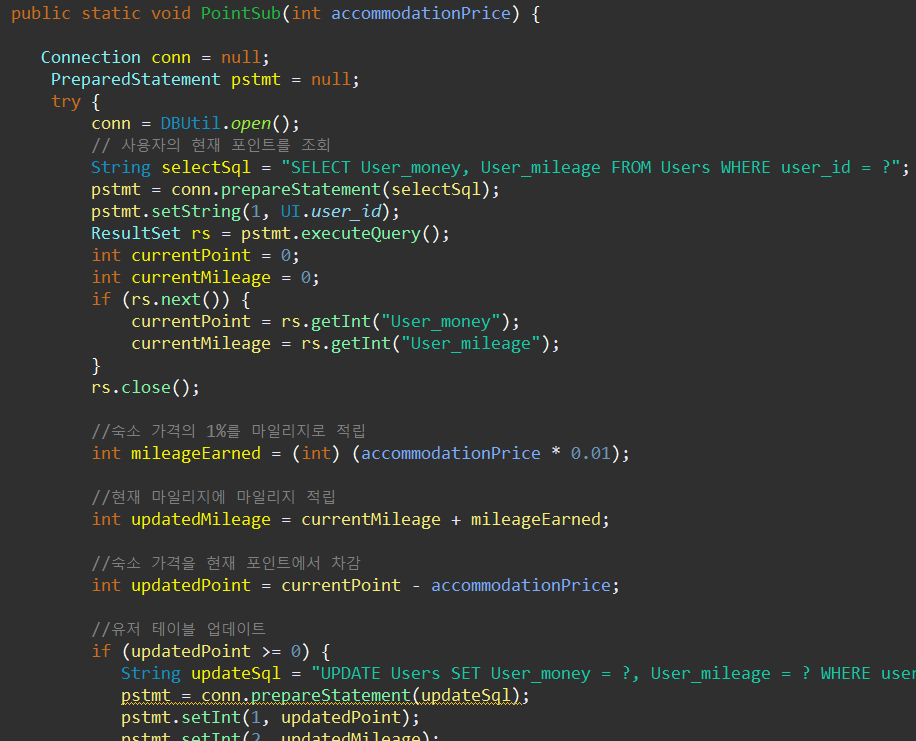 public static void PointSub(int accommodationPrice) {
Connection conn = null;
PreparedStatement pstmt = null;
try {
conn = DBUtil.open();
// 사용자의 현재 포인트를 조회
String selectSql = "SELECT User_money, User_mileage FROM Users WHERE user_id = ?";
pstmt = conn.prepareStatement(selectSql);
pstmt.setString(1, UI.user_id);
ResultSet rs = pstmt.executeQuery();
int currentPoint = 0;
int currentMileage = 0;
if (rs.next()) {
currentPoint = rs.getInt("User_money");
currentMileage = rs.getInt("User_mileage");
}
rs.close();
//숙소 가격의 1%를 마일리지로 적립
int mileageEarned = (int) (accommodationPrice * 0.01);
//현재 마일리지에 마일리지 적립
int updatedMileage = currentMileage + mileageEarned;
//숙소 가격을 현재 포인트에서 차감
int updatedPoint = currentPoint - accommodationPrice;
//유저 테이블 업데이트
if (updatedPoint >= 0) {
String updateSql = "UPDATE Users SET User_money = ?, User_mileage = ? WHERE user
pstmt = conn.prepareStatement(updateSql);
pstmt.setInt(1, updatedPoint);
pstmt.setInt(2, updatedMileage);